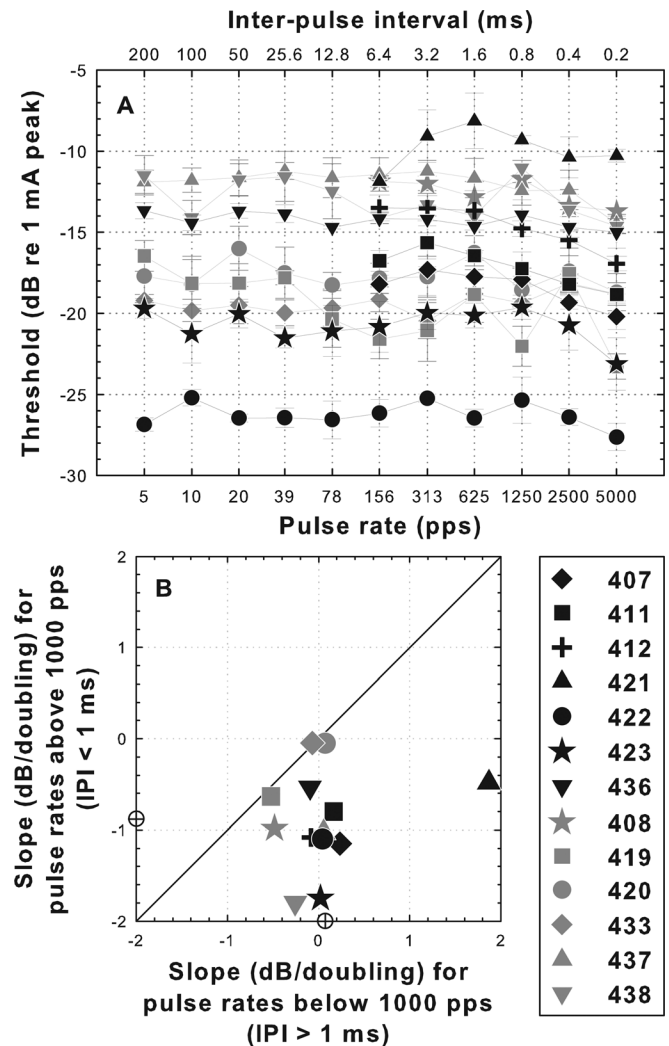 Inter-pulse interval (ms)
200 100 50 25.6 12.8 6.4 3.2 1.6 0.8 0.4 0.2
A
-5
-10
-15
-20
-25
-30
Threshold (dB re 1 mA peak)
5 10 20 39 78 156 313 625 1250 2500 5000
Pulse rate (pps)
B
2
1
0
-1
-2
Slope (dB/doubling) for
pulse rates above 1000 pps
(IPI < 1 ms)
-2 -1 0 1 2
Slope (dB/doubling) for
pulse rates below 1000 pps
(IPI > 1 ms)
407
411
412
421
422
423
436
408
419
420
433
437
438